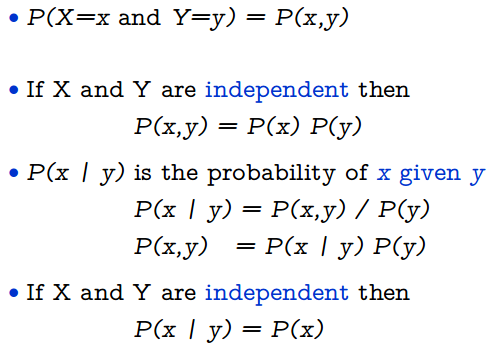 • P(X=x and Y=y) = P(x,y)
• If X and Y are independent then
P(x,y) = P(x) P(y)
• P(x | y) is the probability of x given y
P(x | y) = P(x,y) / P(y)
P(x,y) = P(x | y) P(y)
• If X and Y are independent then
P(x | y) = P(x)